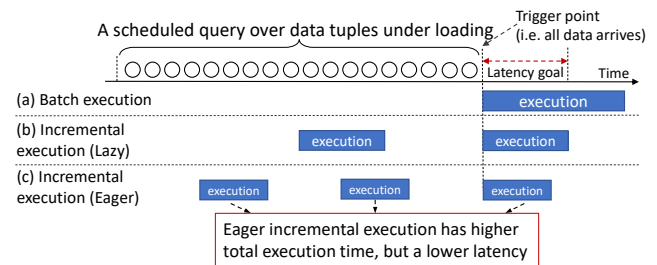 A scheduled query over data tuples under loading
Trigger point
(i.e. all data arrives)
Latency goal
Time
(a) Batch execution
execution
(b) Incremental
execution (Lazy)
execution
execution
(c) Incremental
execution (Eager)
execution
execution
execution
Eager incremental execution has higher
total execution time, but a lower latency